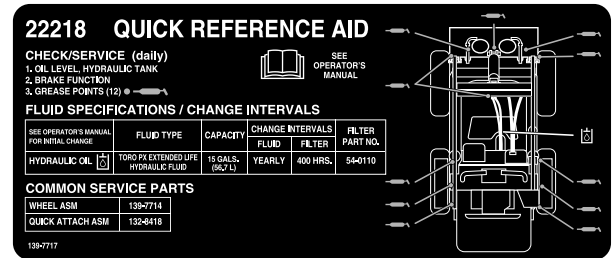 22218 QUICK REFERENCE AID
CHECK/SERVICE (daily)
1. OIL LEVEL, HYDRAULIC TANK
2. BRAKE FUNCTION
3. GREASE POINTS (12)
SEE
OPERATOR'S
MANUAL
FLUID SPECIFICATIONS / CHANGE INTERVALS
SEE OPERATOR'S MANUAL
FOR INITIAL CHANGE
FLUID TYPE
CAPACITY
CHANGE INTERVALS
FLUID
FILTER
FILTER
PART NO.
HYDRAULIC OIL
TORO PX EXTENDED LIFE
HYDRAULIC FLUID
15 GALS.
(56,7 L)
YEARLY
400 HRS.
54-0110
COMMON SERVICE PARTS
WHEEL ASM 139-7714
QUICK ATTACH ASM 132-8418
139-7717